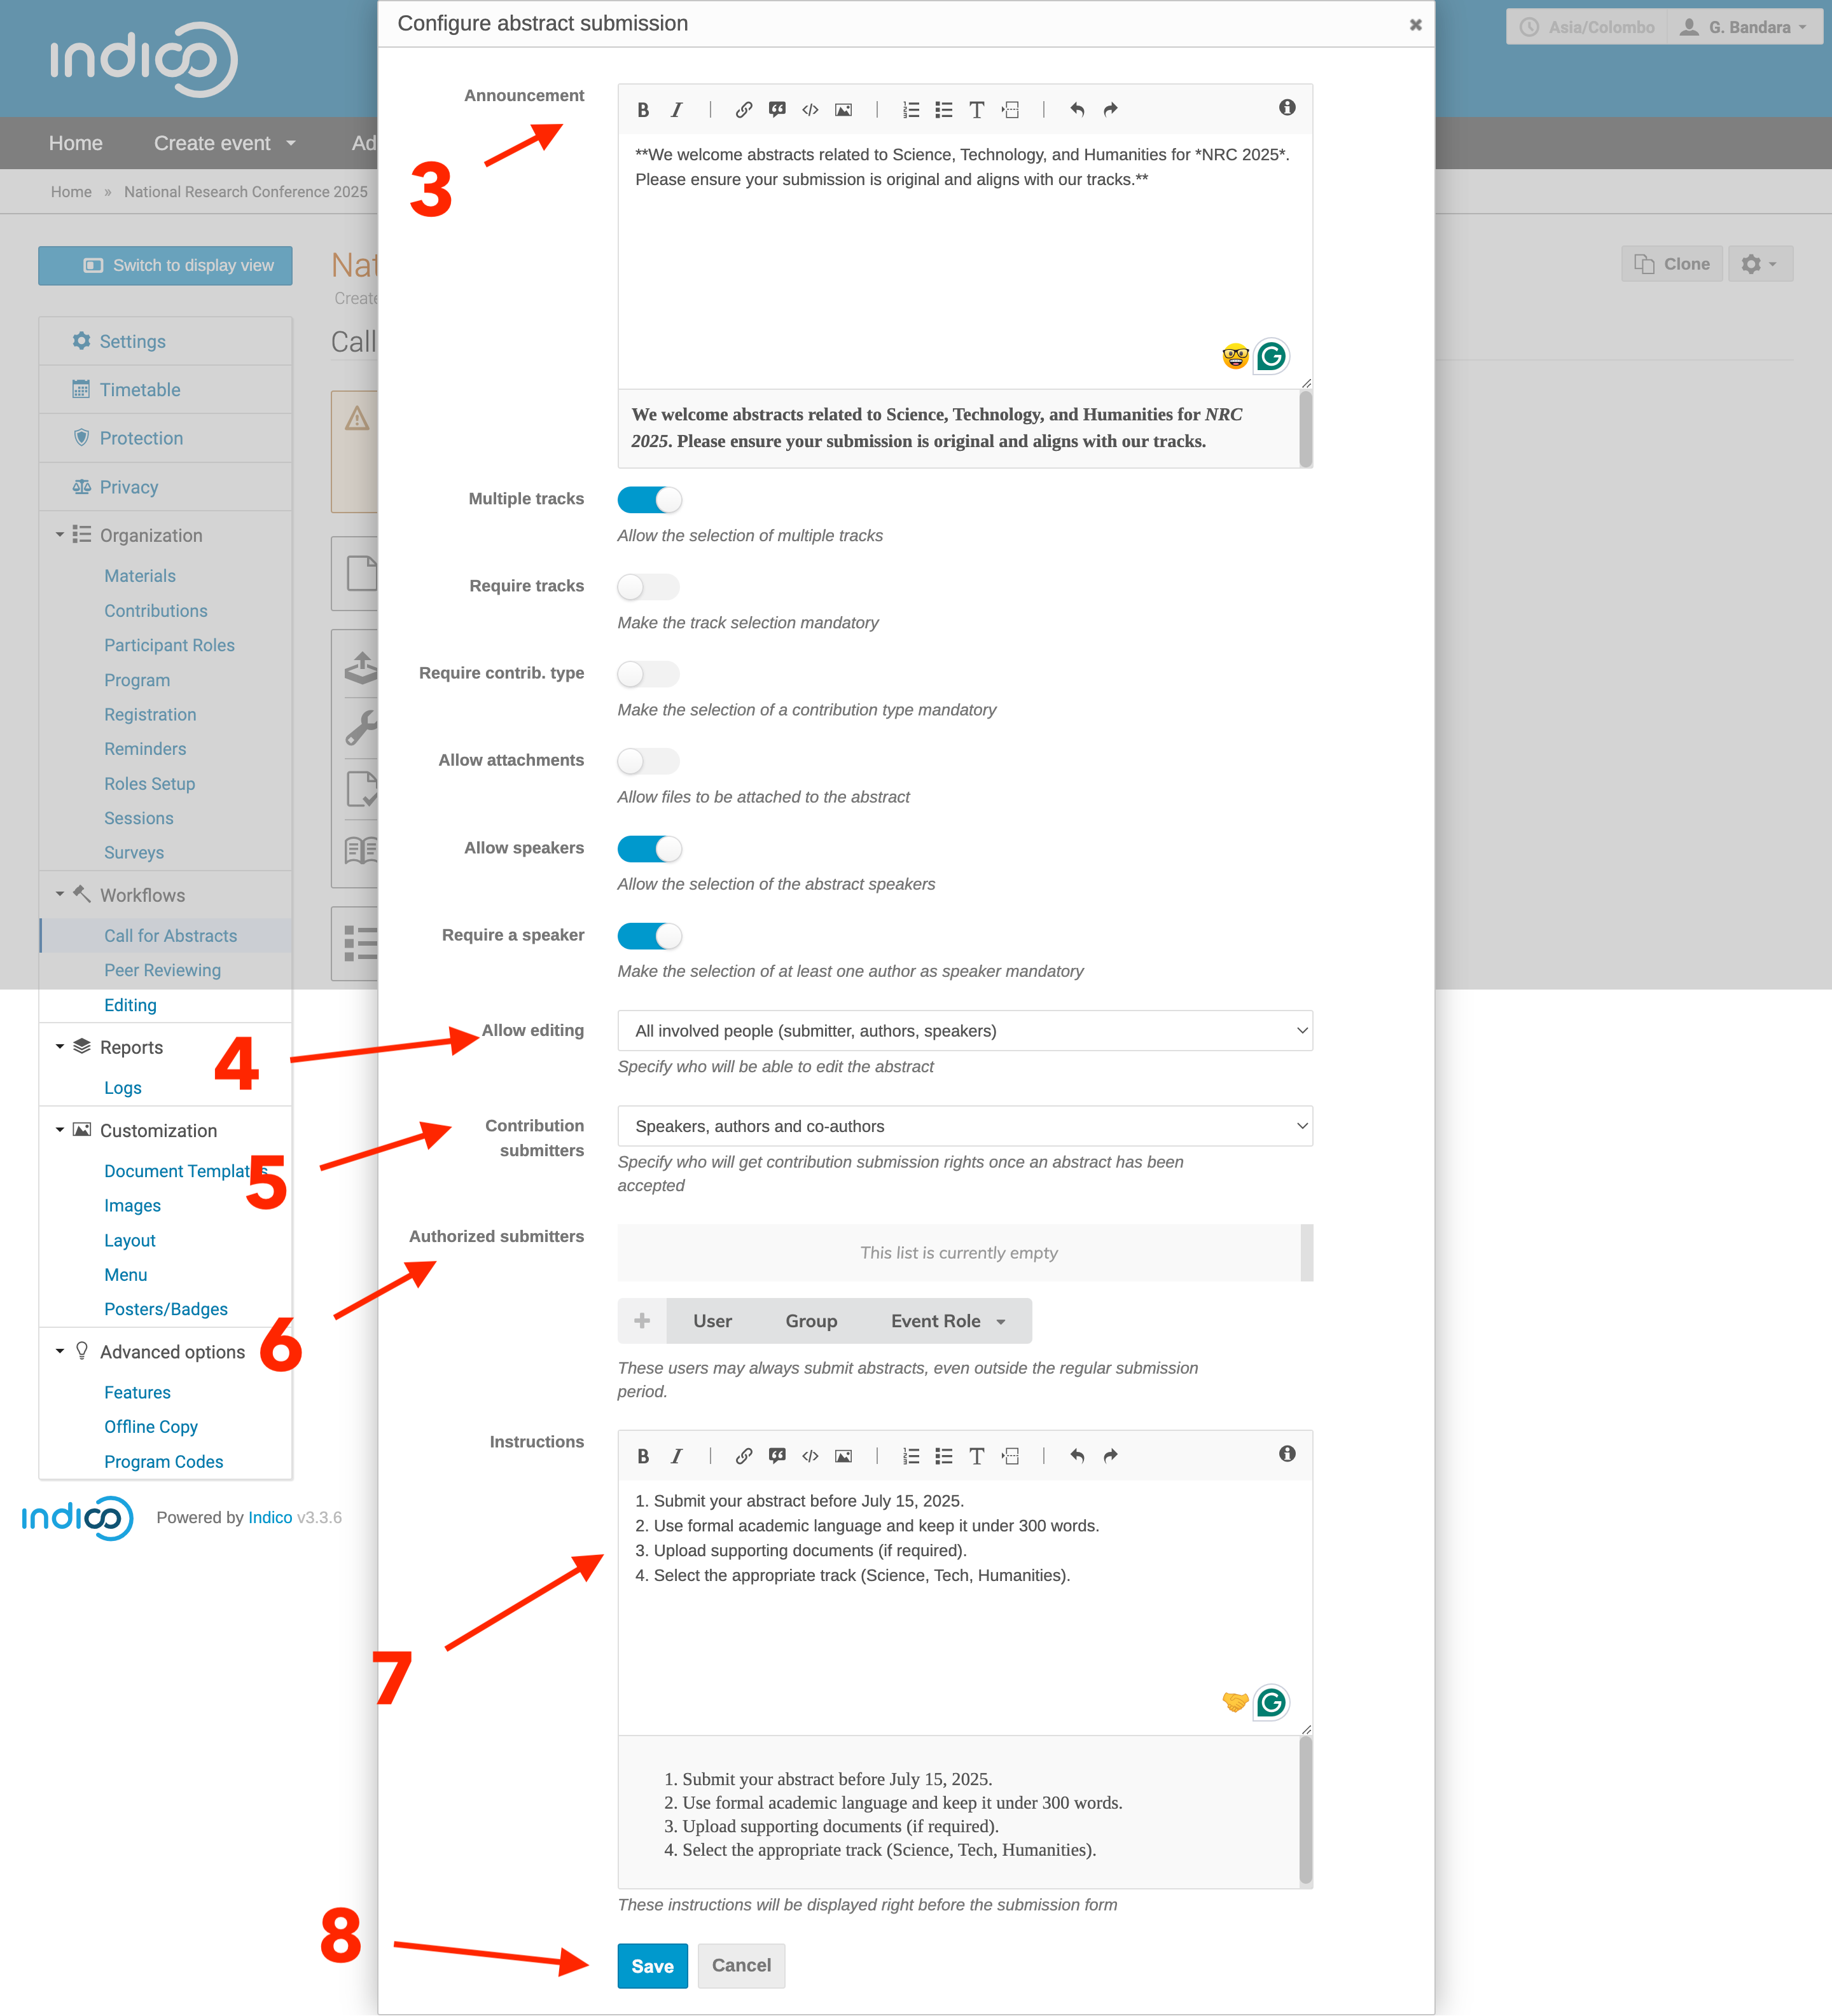 indico
Configure abstract submission
Asia/Colombo
G. Bandara
Home
Create event
Ad
Home » National Research Conference 2025
Switch to display view
Nat
Create
Call
Clone
Settings
Timetable
Protection
Privacy
Organization
Materials
Contributions
Participant Roles
Program
Registration
Reminders
Roles Setup
Sessions
Surveys
Workflows
Call for Abstracts
Peer Reviewing
Editing
Reports
Logs
Customization
Document Templates
Images
Layout
Menu
Posters/Badges
Advanced options
Features
Offline Copy
Program Codes
indico
Powered by Indico v3.3.6
Announcement
3
**We welcome abstracts related to Science, Technology, and Humanities for *NRC 2025*.
Please ensure your submission is original and aligns with our tracks.**
We welcome abstracts related to Science, Technology, and Humanities for NRC
2025. Please ensure your submission is original and aligns with our tracks.
Multiple tracks
Allow the selection of multiple tracks
Require tracks
Make the track selection mandatory
Require contrib. type
Make the selection of a contribution type mandatory
Allow attachments
Allow files to be attached to the abstract
Allow speakers
Allow the selection of the abstract speakers
Require a speaker
Make the selection of at least one author as speaker mandatory
4
Allow editing
All involved people (submitter, authors, speakers)
Specify who will be able to edit the abstract
5
Contribution
submitters
Speakers, authors and co-authors
Specify who will get contribution submission rights once an abstract has been
accepted
6
Authorized submitters
This list is currently empty
User
Group
Event Role
These users may always submit abstracts, even outside the regular submission
period.
Instructions
7
1. Submit your abstract before July 15, 2025.
2. Use formal academic language and keep it under 300 words.
3. Upload supporting documents (if required).
4. Select the appropriate track (Science, Tech, Humanities).
1. Submit your abstract before July 15, 2025.
2. Use formal academic language and keep it under 300 words.
3. Upload supporting documents (if required).
4. Select the appropriate track (Science, Tech, Humanities).
These instructions will be displayed right before the submission form
8
Save
Cancel